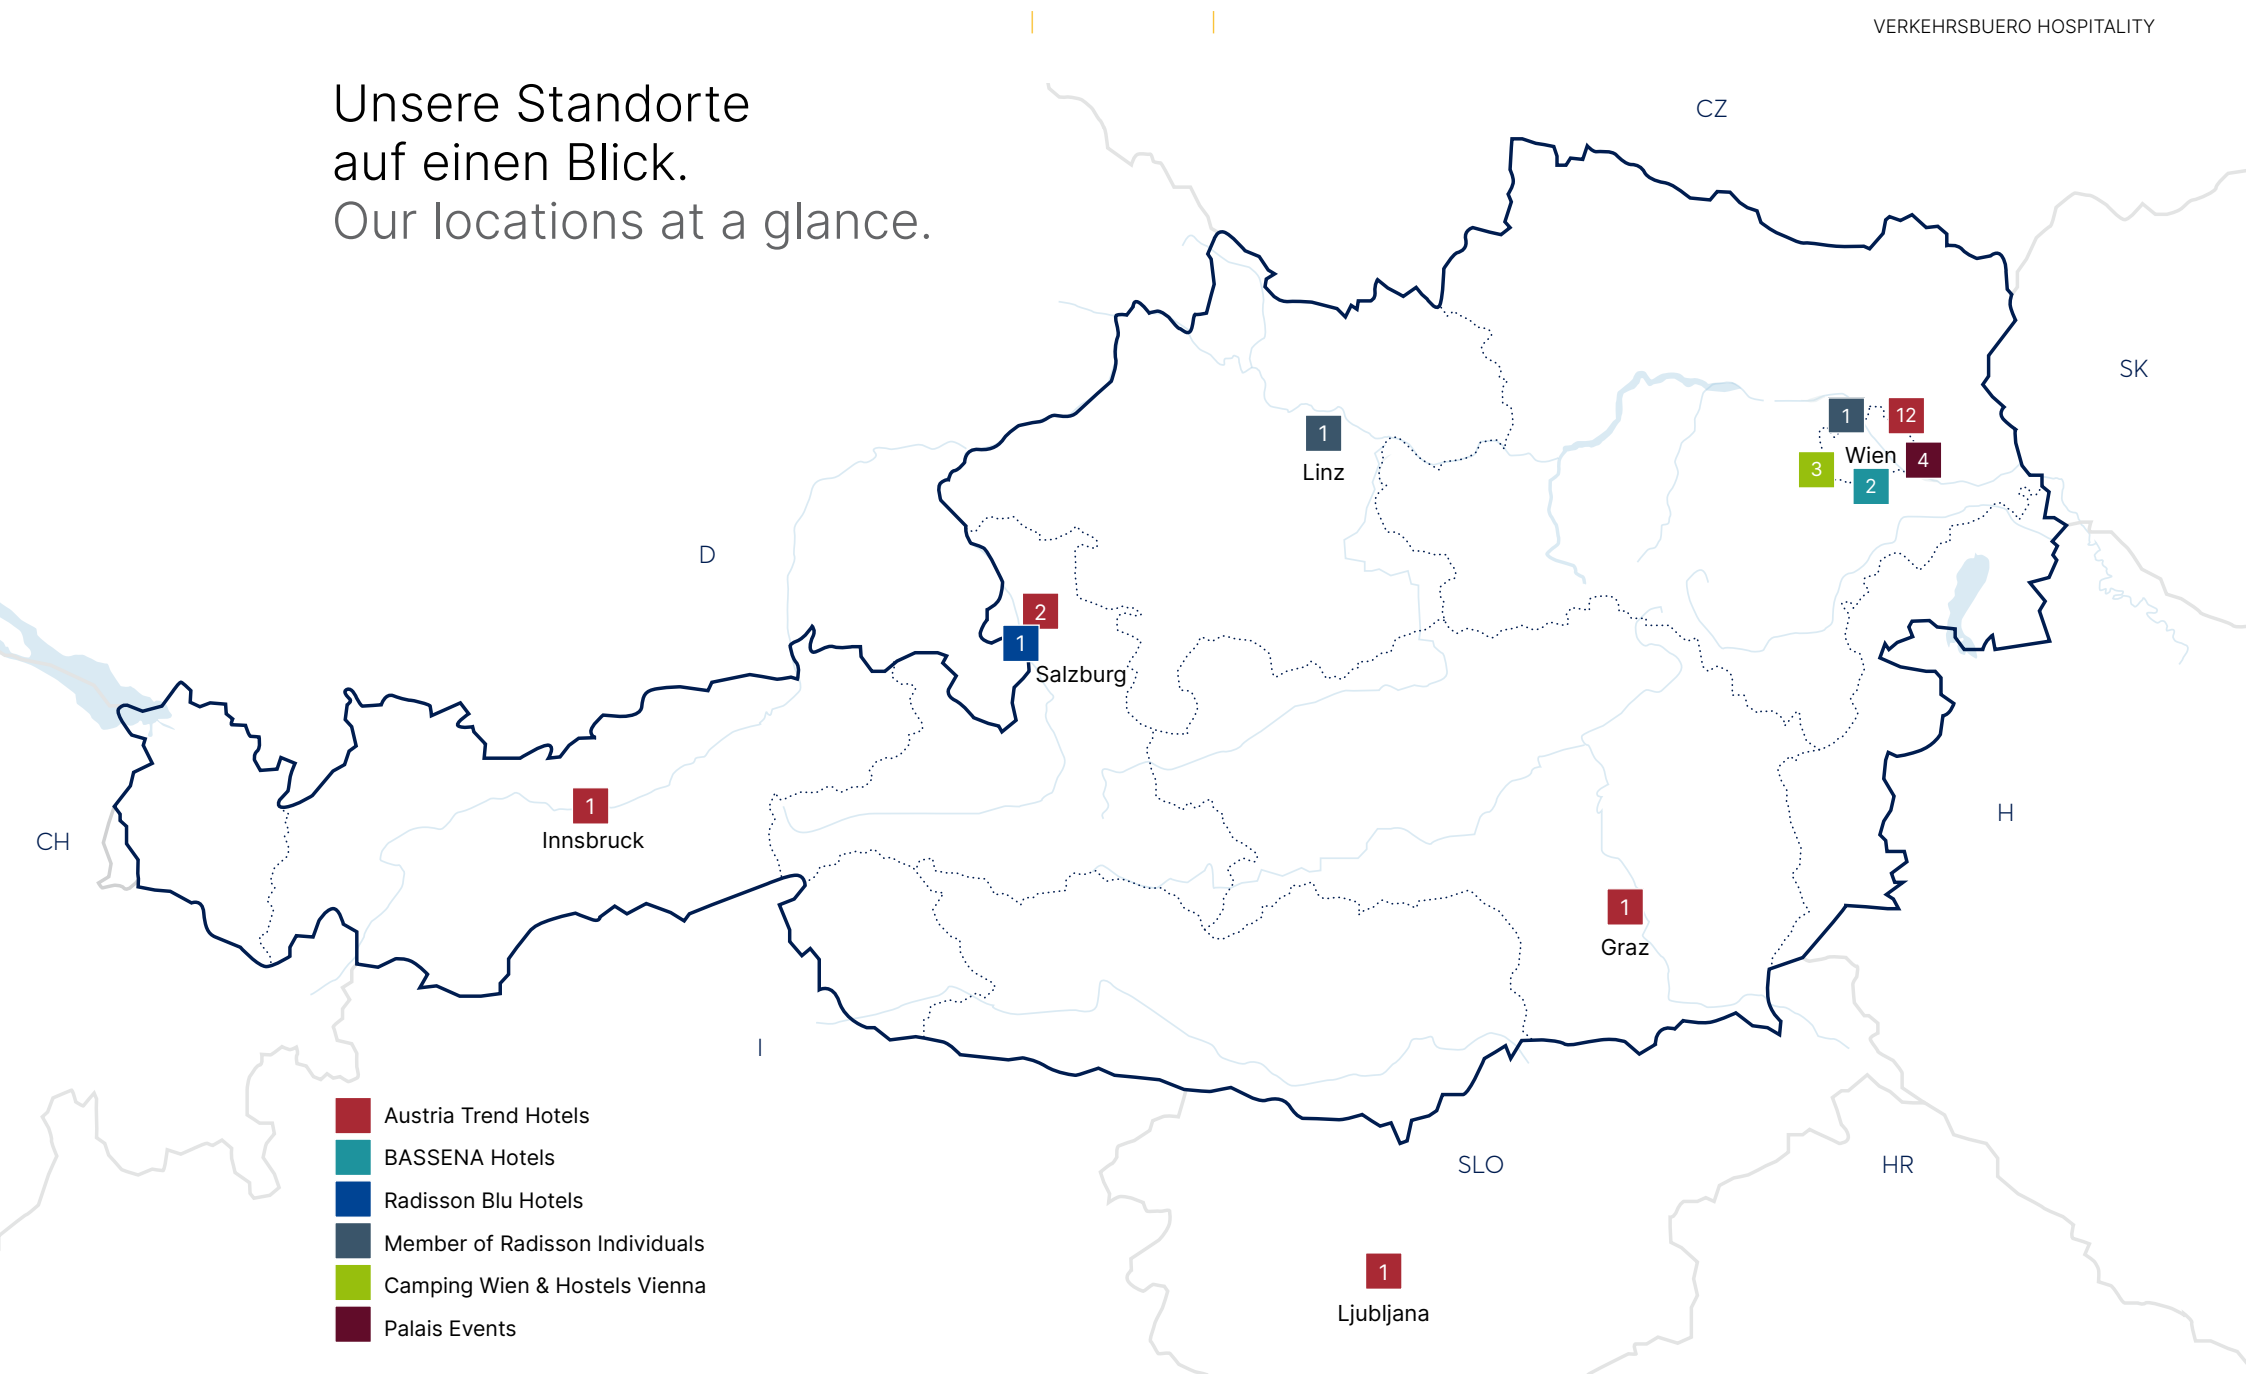 VERKEHRSBUERO HOSPITALITY
Unsere Standorte
auf einen Blick.
Our locations at a glance.
CZ
SK
1
12
Wien
4
3
2
1
Linz
D
2
1
Salzburg
CH
1
Innsbruck
H
1
Graz
I
SLO
HR
1
Ljubljana
Austria Trend Hotels
BASSENA Hotels
Radisson Blu Hotels
Member of Radisson Individuals
Camping Wien & Hostels Vienna
Palais Events